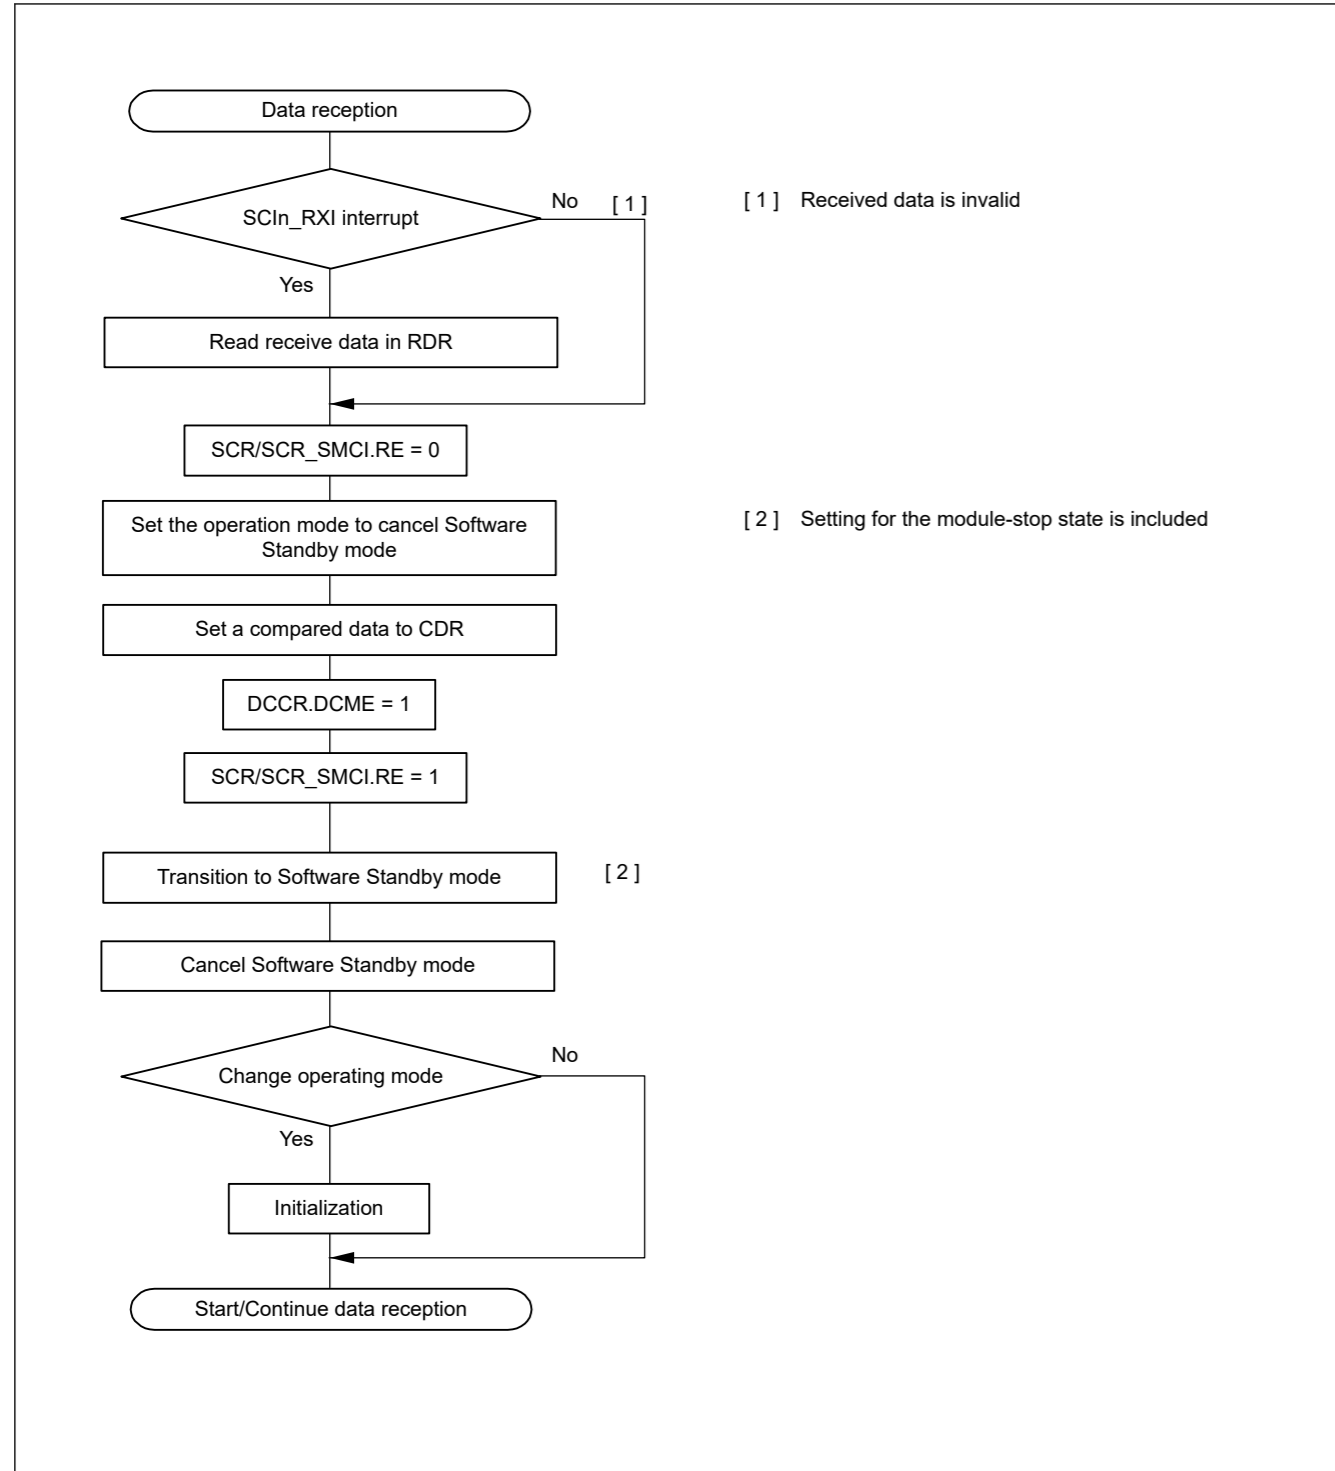 Data reception
SCIn_RXI interrupt
No
[ 1 ]
[ 1 ] Received data is invalid
Yes
Read receive data in RDR
SCR/SCR_SMCI.RE = 0
Set the operation mode to cancel Software
Standby mode
[ 2 ] Setting for the module-stop state is included
Set a compared data to CDR
DCCR.DCME = 1
SCR/SCR_SMCI.RE = 1
Transition to Software Standby mode
[ 2 ]
Cancel Software Standby mode
Change operating mode
No
Yes
Initialization
Start/Continue data reception